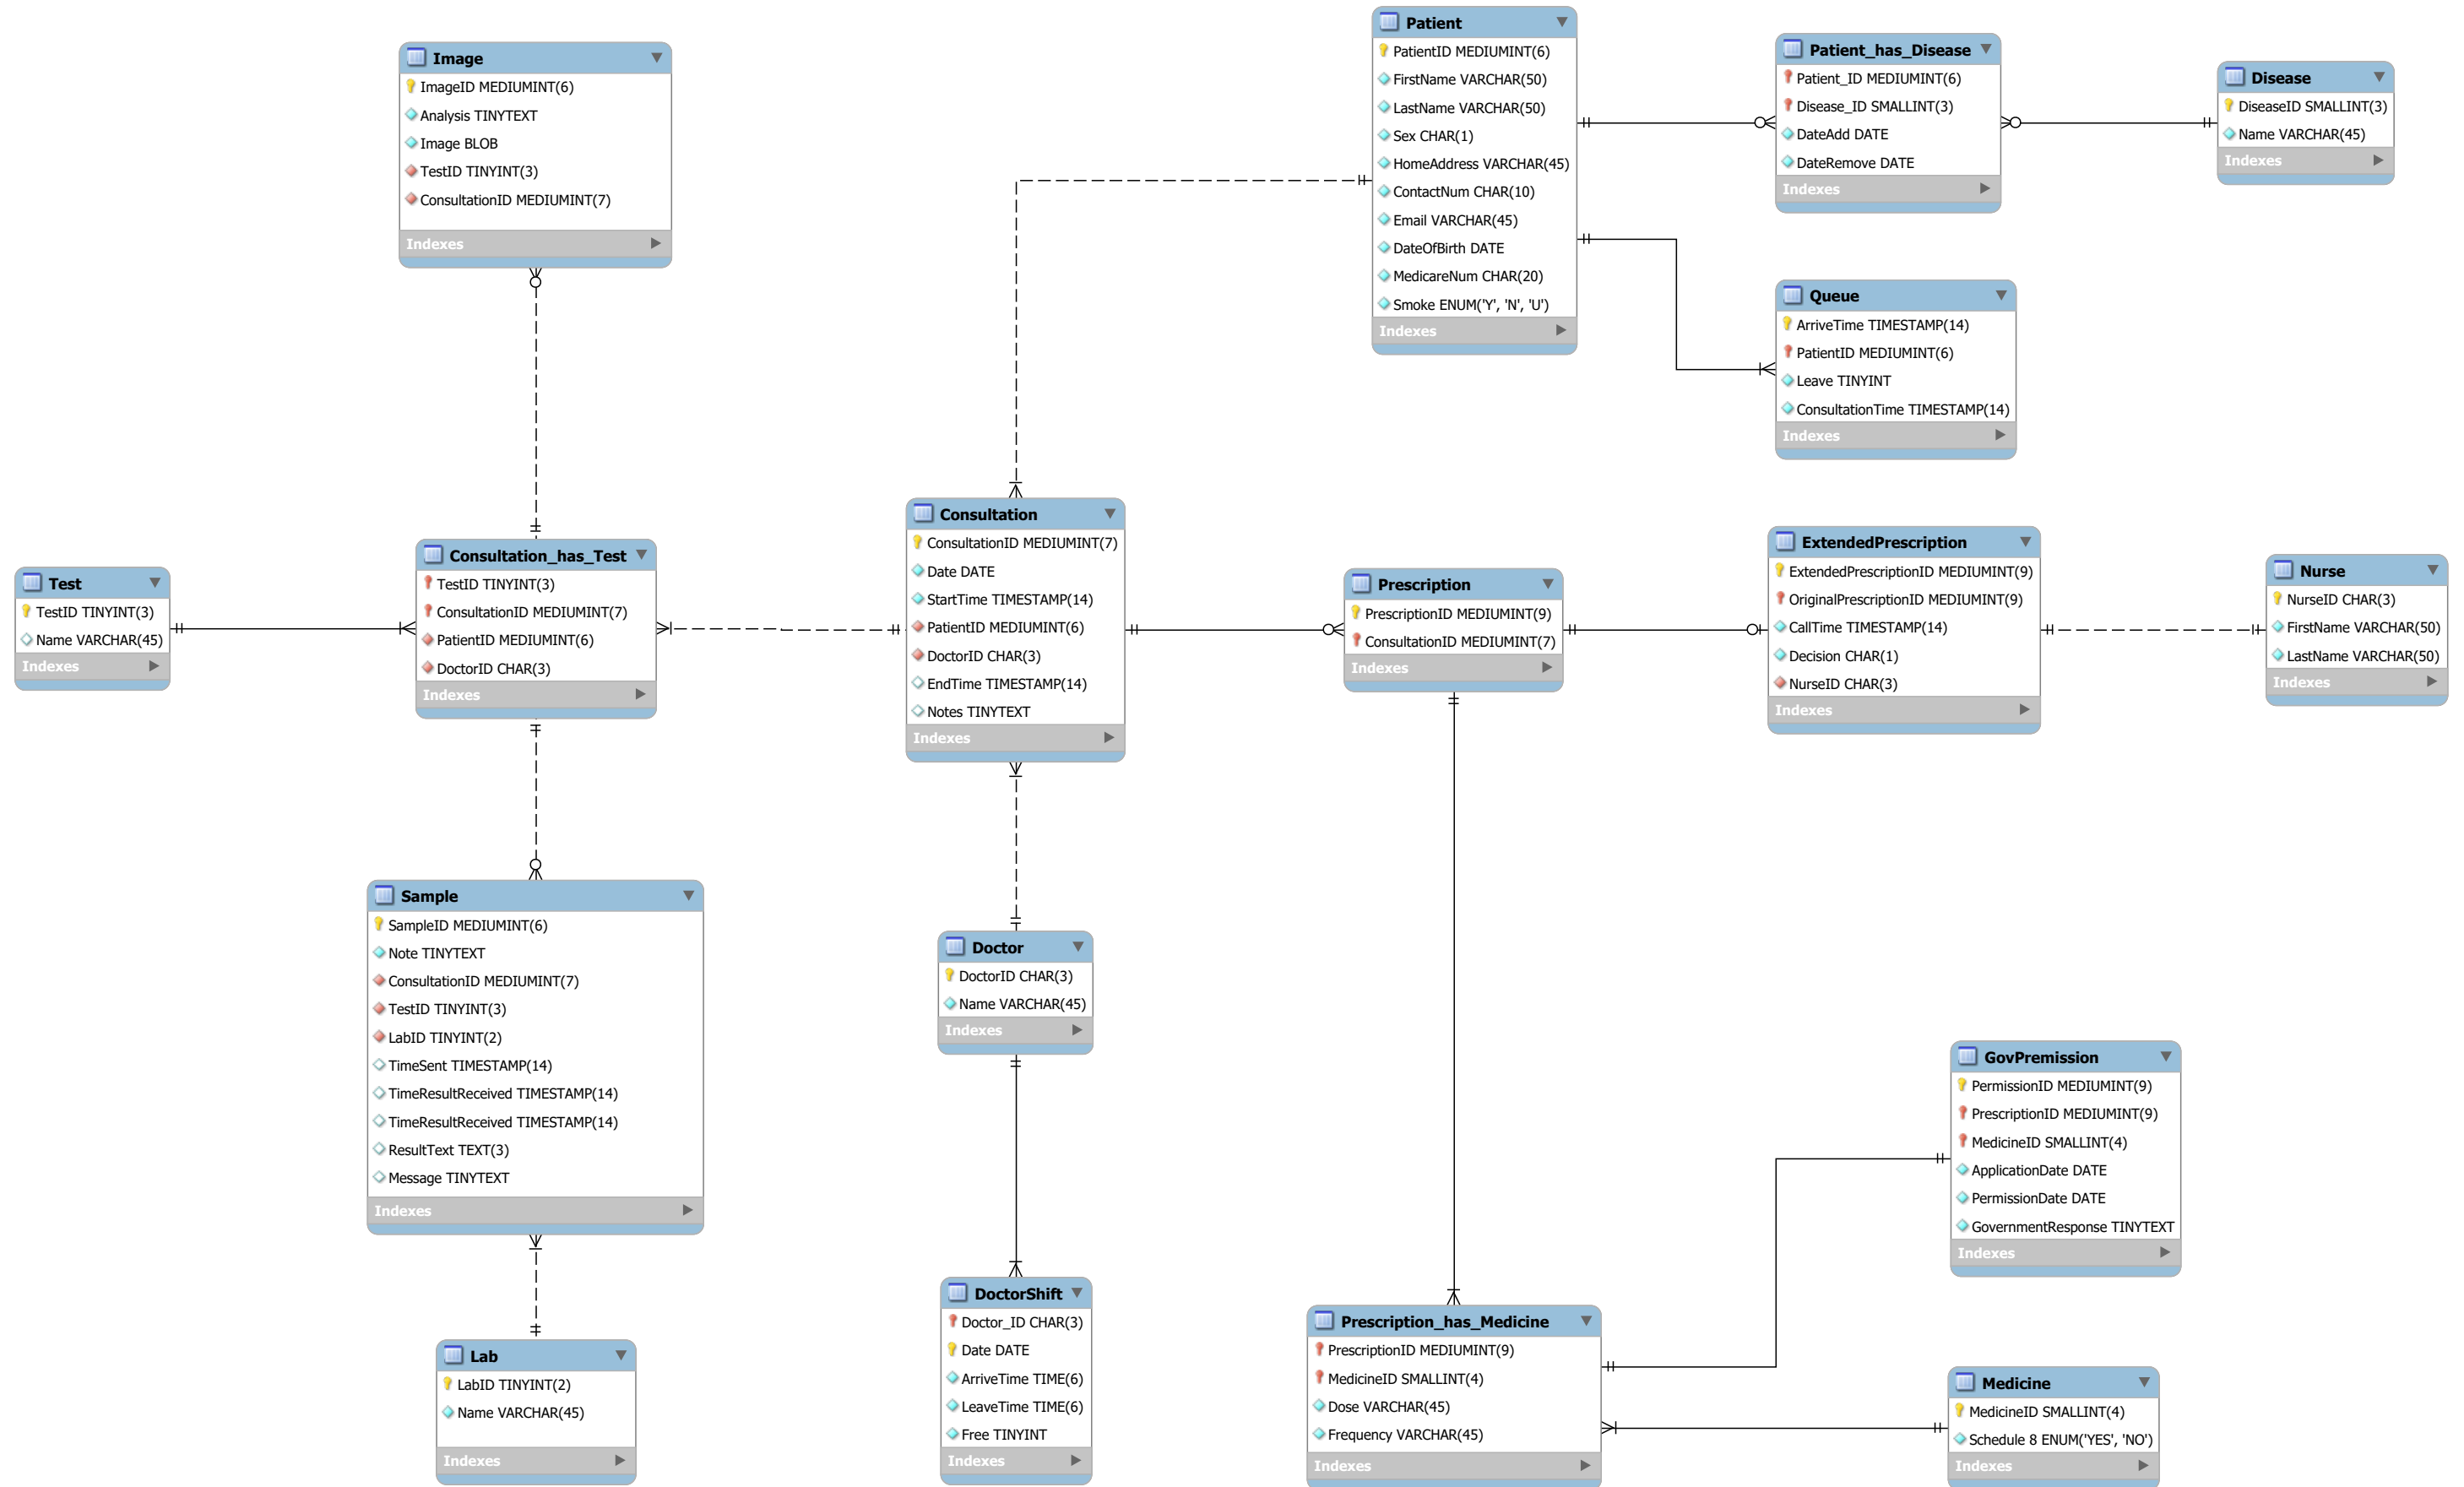 Image
ImageID MEDIUMINT(6)
Analysis TINYTEXT
Image BLOB
TestID TINYINT(3)
ConsultationID MEDIUMINT(7)
Indexes
Patient
PatientID MEDIUMINT(6)
FirstName VARCHAR(50)
LastName VARCHAR(50)
Sex CHAR(1)
HomeAddress VARCHAR(45)
ContactNum CHAR(10)
Email VARCHAR(45)
DateOfBirth DATE
MedicareNum CHAR(20)
Smoke ENUM('Y', 'N', 'U')
Indexes
Patient_has_Disease
Patient_ID MEDIUMINT(6)
Disease_ID SMALLINT(3)
DateAdd DATE
DateRemove DATE
Indexes
Disease
DiseaseID SMALLINT(3)
Name VARCHAR(45)
Indexes
Queue
ArriveTime TIMESTAMP(14)
PatientID MEDIUMINT(6)
Leave TINYINT
ConsultationTime TIMESTAMP(14)
Indexes
Test
TestID TINYINT(3)
Name VARCHAR(45)
Indexes
Consultation_has_Test
TestID TINYINT(3)
ConsultationID MEDIUMINT(7)
PatientID MEDIUMINT(6)
DoctorID CHAR(3)
Indexes
Consultation
ConsultationID MEDIUMINT(7)
Date DATE
StartTime TIMESTAMP(14)
PatientID MEDIUMINT(6)
DoctorID CHAR(3)
EndTime TIMESTAMP(14)
Notes TINYTEXT
Indexes
Prescription
PrescriptionID MEDIUMINT(9)
ConsultationID MEDIUMINT(7)
Indexes
ExtendedPrescription
ExtendedPrescriptionID MEDIUMINT(9)
OriginalPrescriptionID MEDIUMINT(9)
CallTime TIMESTAMP(14)
Decision CHAR(1)
NurseID CHAR(3)
Indexes
Nurse
NurseID CHAR(3)
FirstName VARCHAR(50)
LastName VARCHAR(50)
Indexes
Sample
SampleID MEDIUMINT(6)
Note TINYTEXT
ConsultationID MEDIUMINT(7)
TestID TINYINT(3)
LabID TINYINT(2)
TimeSent TIMESTAMP(14)
TimeResultReceived TIMESTAMP(14)
TimeResultReceived TIMESTAMP(14)
ResultText TEXT(3)
Message TINYTEXT
Indexes
Doctor
DoctorID CHAR(3)
Name VARCHAR(45)
Indexes
Lab
LabID TINYINT(2)
Name VARCHAR(45)
Indexes
DoctorShift
Doctor_ID CHAR(3)
Date DATE
ArriveTime TIME(6)
LeaveTime TIME(6)
Free TINYINT
Indexes
Prescription_has_Medicine
PrescriptionID MEDIUMINT(9)
MedicineID SMALLINT(4)
Dose VARCHAR(45)
Frequency VARCHAR(45)
Indexes
GovPremission
PermissionID MEDIUMINT(9)
PrescriptionID MEDIUMINT(9)
MedicineID SMALLINT(4)
ApplicationDate DATE
PermissionDate DATE
GovernmentResponse TINYTEXT
Indexes
Medicine
MedicineID SMALLINT(4)
Schedule 8 ENUM('YES', 'NO')
Indexes